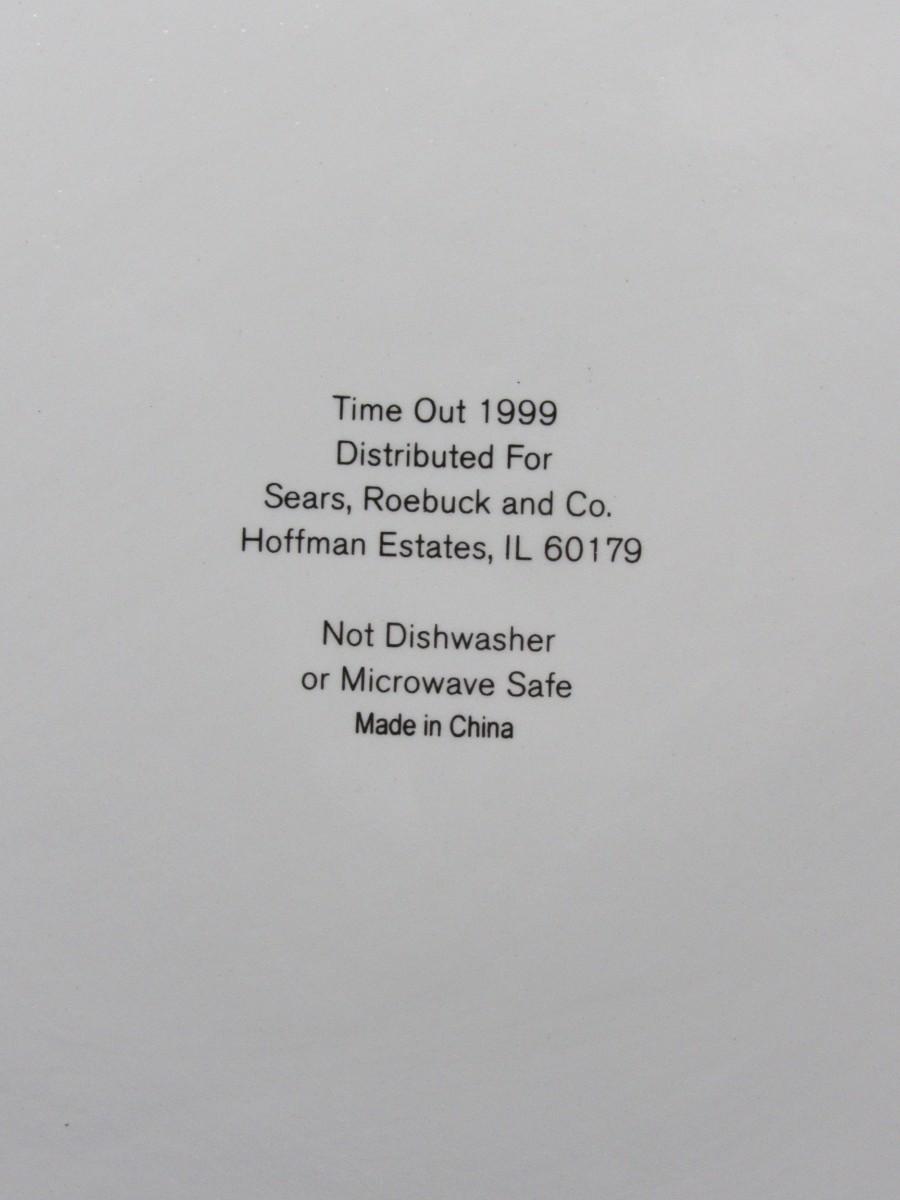 Time Out 1999
Distributed For
Sears, Roebuck and Co.
Hoffman Estates, IL 60179
Not Dishwasher
or Microwave Safe
Made in China